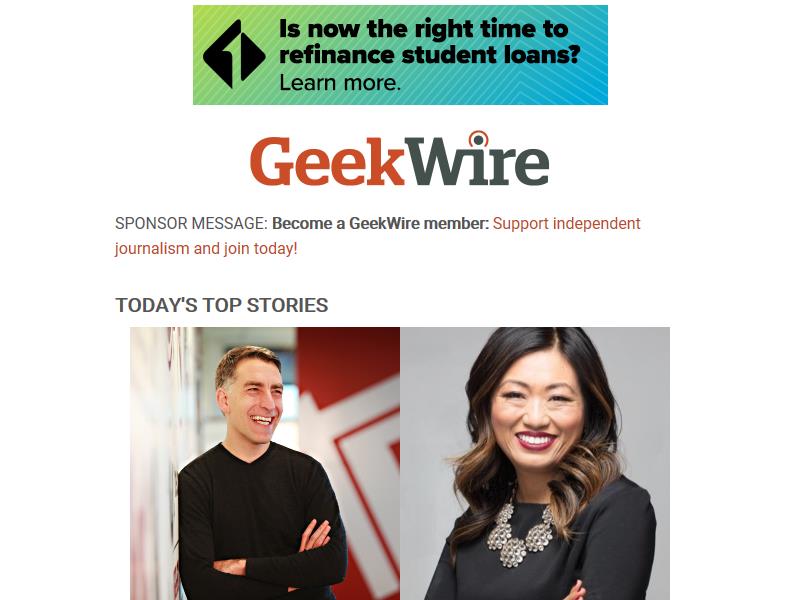 Is now the right time to
refinance student loans?
Learn more.
GeekWire
SPONSOR MESSAGE: Become a GeekWire member: Support independent
journalism and join today!
TODAY'S TOP STORIES